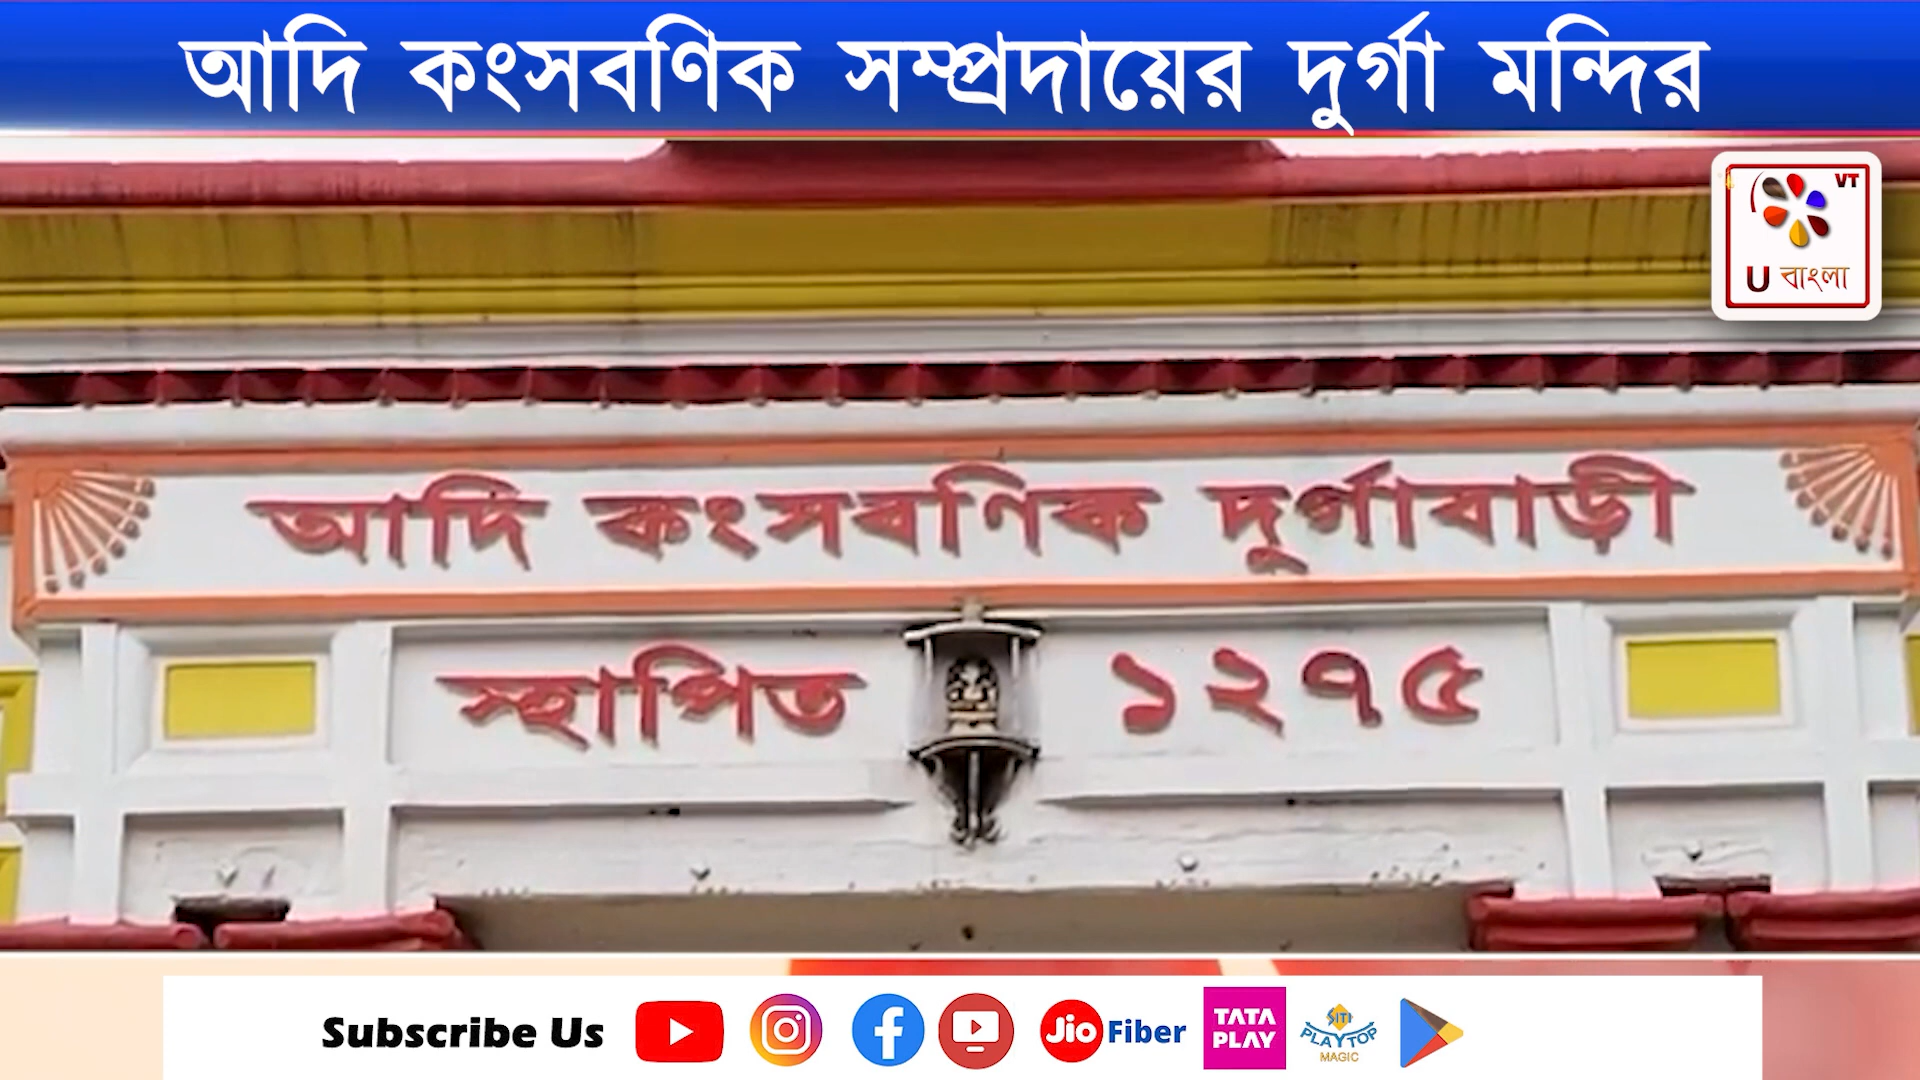 আদি কংসবণিক সম্প্রদায়ের দুর্গা মন্দির
VT
U বাংলা
আদি কংসবণিক দুর্গাবাড়ী
স্থাপিত ১২৭৫
Subscribe Us Jio Fiber TATA PLAY SITI PLAYTOP MAGIC